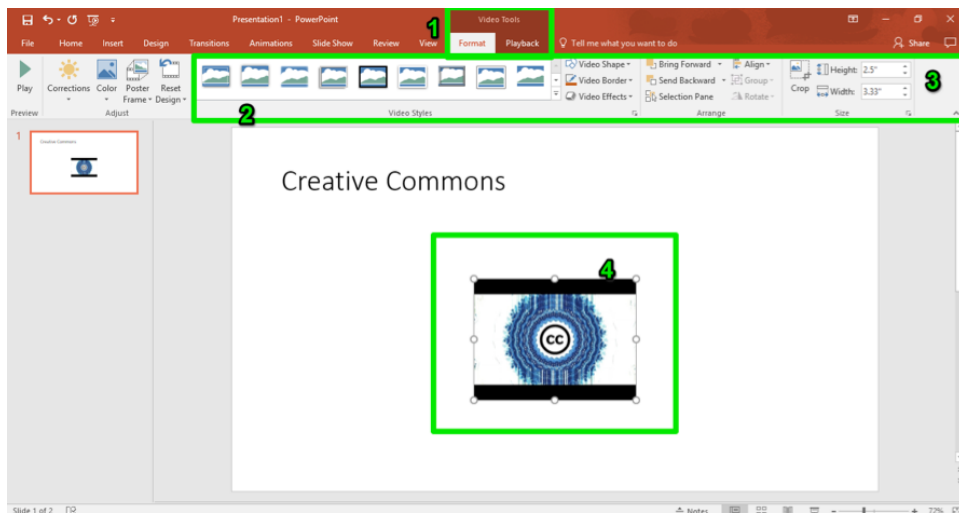 Presentation1 - PowerPoint
Video Tools
1
File Home Insert Design Transitions Animations Slide Show Review View Format Playback Tell me what you want to do Share
Video Shape Bring Forward Align Height: 2.5"
Video Border Send Backward Group
Play Corrections Color Poster Frame Reset Design
Video Effects Selection Pane Rotate Crop Width: 3.33"
3
Preview Adjust Video Styles Arrange Size
2
1
Creative Commons
Creative Commons
4
cc
Slide 1 of 2 Notes 72%